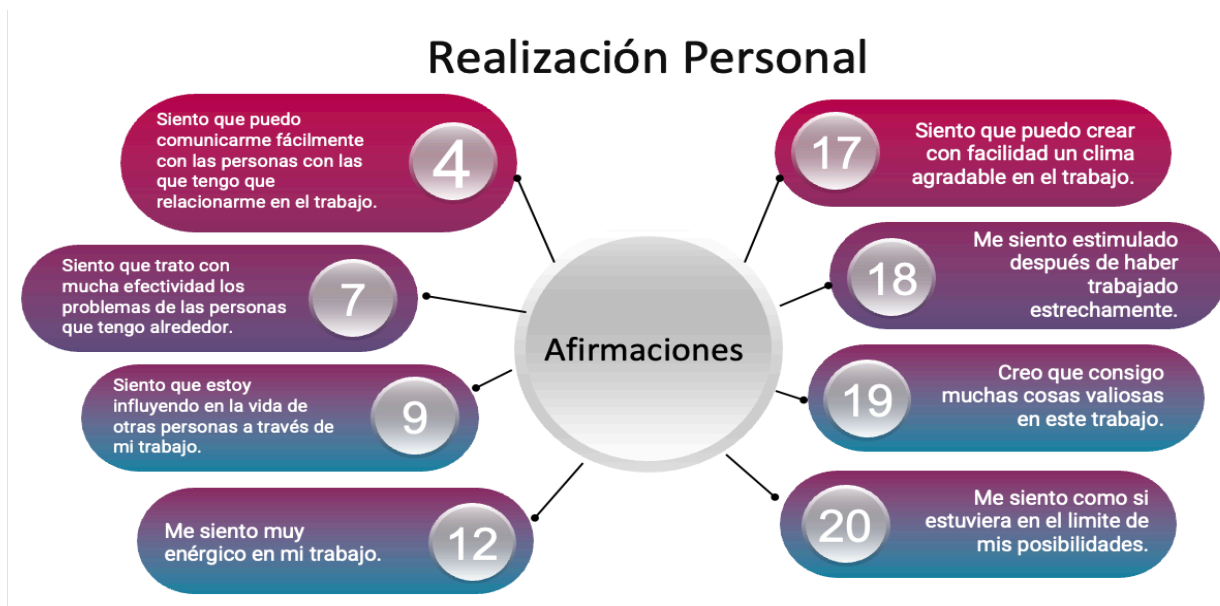 Realización Personal
Siento que puedo
comunicarme fácilmente
con las personas con las
que tengo que
relacionarme en el trabajo.
4
Siento que trato con
mucha efectividad los
problemas de las personas
que tengo alrededor.
7
Siento que estoy
influyendo en la vida de
otras personas a través de
mi trabajo.
9
Me siento muy
enérgico en mi trabajo.
12
Afirmaciones
17
Siento que puedo crear
con facilidad un clima
agradable en el trabajo.
18
Me siento estimulado
después de haber
trabajado
estrechamente.
19
Creo que consigo
muchas cosas valiosas
en este trabajo.
20
Me siento como si
estuviera en el limite de
mis posibilidades.